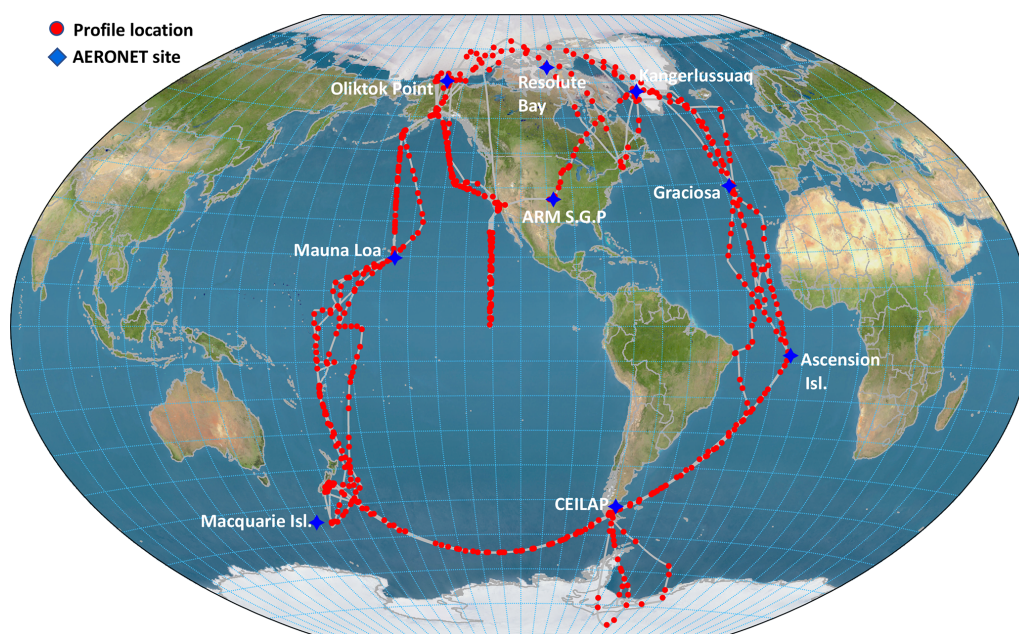 Profile location
AERONET site
Oliktok Point
Resolute
Bay
Kangerlussuaq
Graciosa
ARM S.G.P
Mauna Loa
Ascension
Isl.
CEILAP
Macquarie Isl.